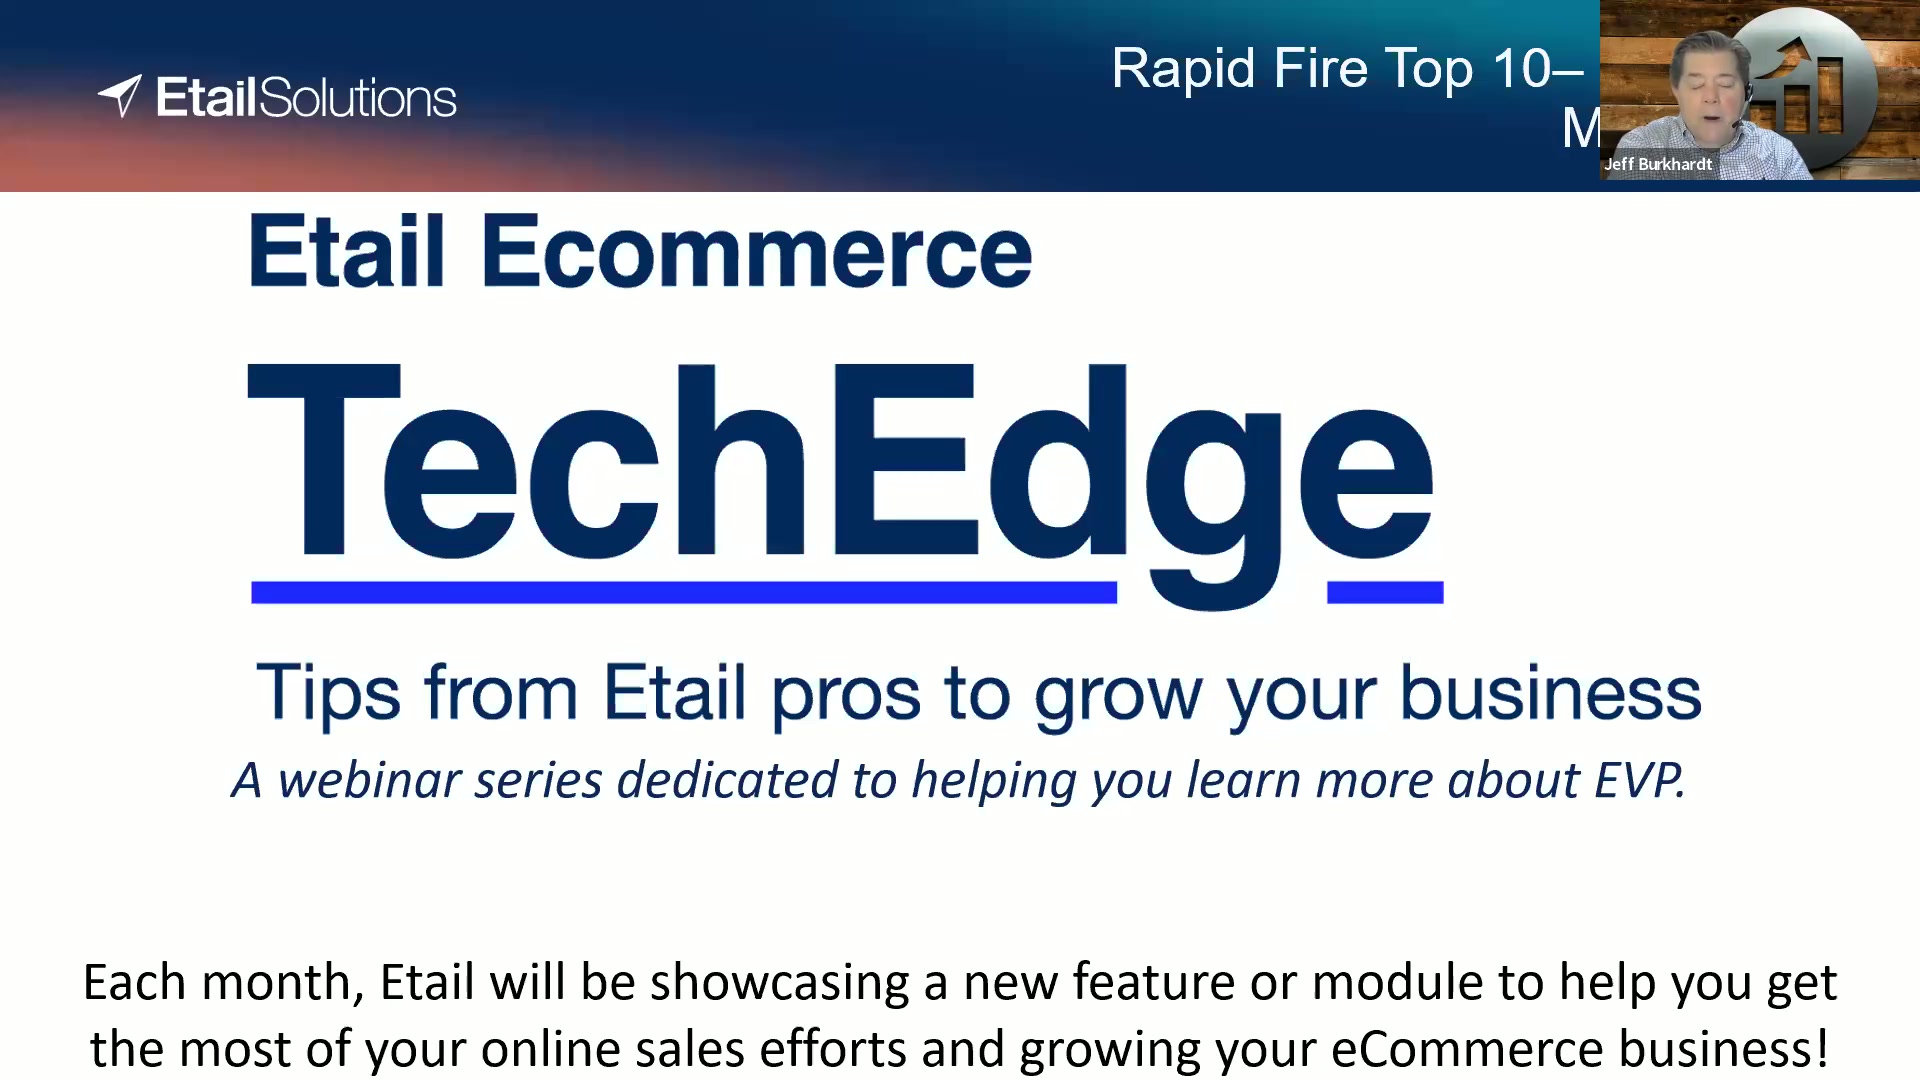 EtailSolutions
Rapid Fire Top 10–
Jeff Burkhardt
Etail Ecommerce
TechEdge
Tips from Etail pros to grow your business
A webinar series dedicated to helping you learn more about EVP.
Each month, Etail will be showcasing a new feature or module to help you get
the most of your online sales efforts and growing your eCommerce business!